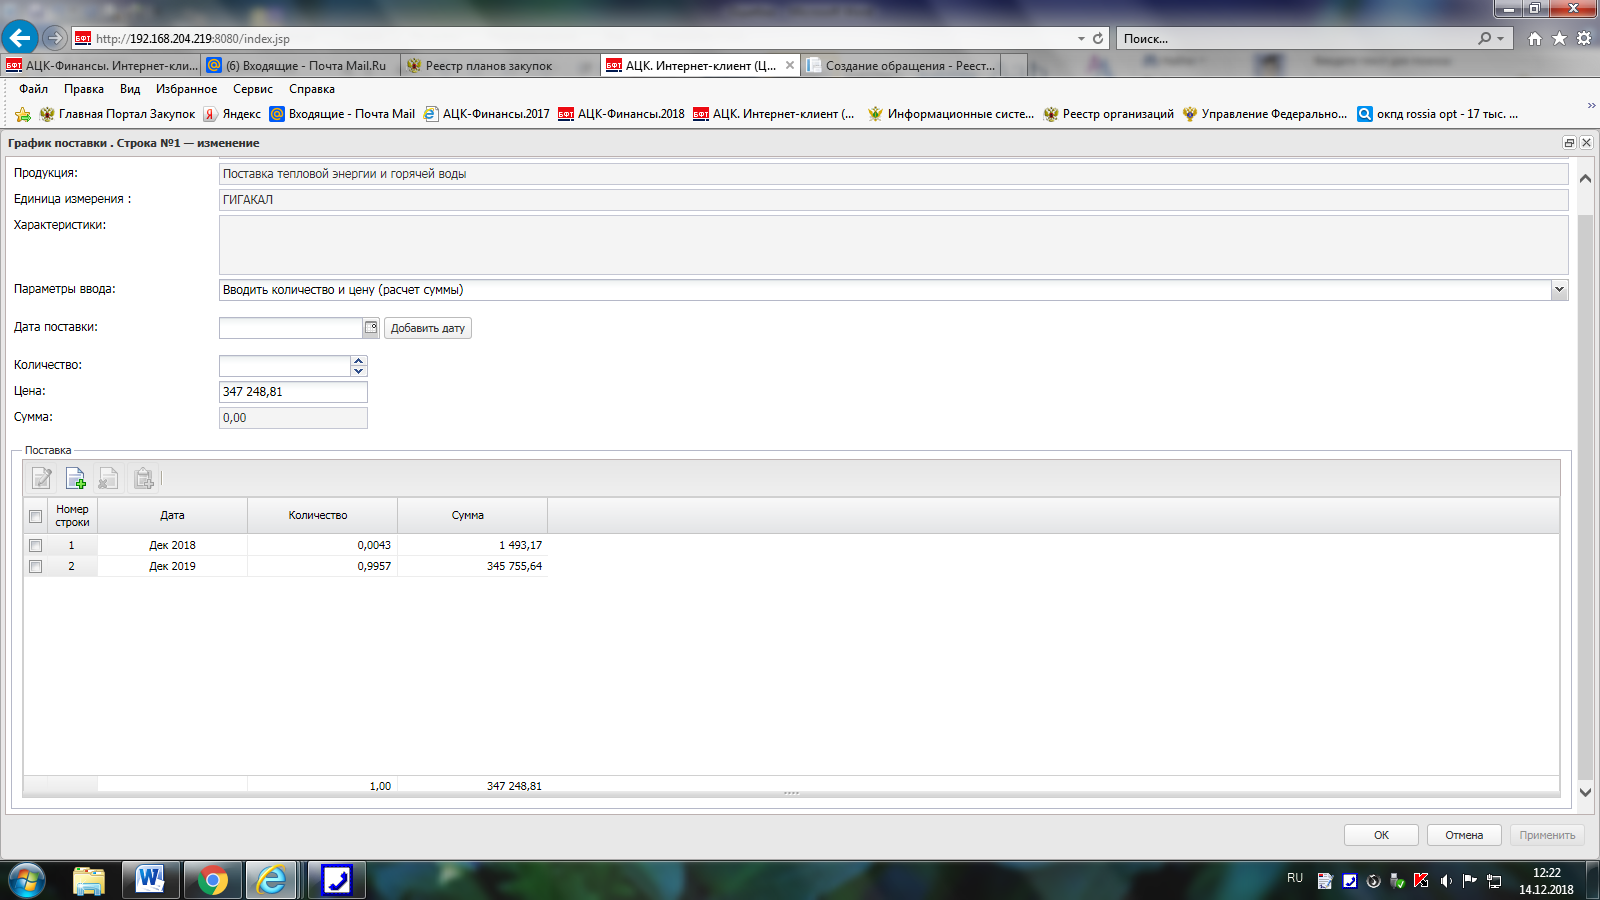 http://192.168.204.219:8080/index.jsp
Поиск...
БФТ АЦК-Финансы. Интернет-кли...
(6) Входящие - Почта Mail.Ru
Реестр планов закупок
БФТ АЦК. Интернет-клиент (Ц...
Создание обращения - Реест...
Файл Правка Вид Избранное Сервис Справка
Главная Портал Закупок
Яндекс
Входящие - Почта Mail
АЦК-Финансы.2017
БФТ АЦК-Финансы.2018
БФТ АЦК. Интернет-клиент (...
Информационные систе...
Реестр организаций
Управление Федерально...
окпд rossia opt - 17 тыс. ...
График поставки . Строка №1 — изменение
Продукция: Поставка тепловой энергии и горячей воды
Единица измерения : ГИГАКАЛ
Характеристики:
Параметры ввода: Вводить количество и цену (расчет суммы)
Дата поставки: Добавить дату
Количество:
Цена: 347 248,81
Сумма: 0,00
Поставка
Номер строки Дата Количество Сумма
1 Дек 2018 0,0043 1 493,17
2 Дек 2019 0,9957 345 755,64
1,00 347 248,81
OK Отмена Применить
RU
12:22
14.12.2018